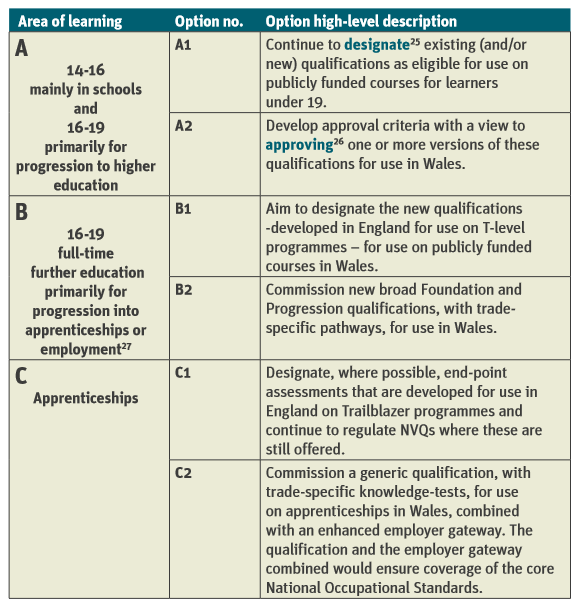 Area of learning Option no. Option high-level description
A
14-16
mainly in schools
and
16-19
primarily for
progression to higher
education
A1
Continue to designate25 existing (and/or
new) qualifications as eligible for use on
publicly funded courses for learners
under 19.
A2
Develop approval criteria with a view to
approving26 one or more versions of these
qualifications for use in Wales.
B
16-19
full-time
further education
primarily for
progression into
apprenticeships or
employment27
B1
Aim to designate the new qualifications
-developed in England for use on T-level
programmes – for use on publicly funded
courses in Wales.
B2
Commission new broad Foundation and
Progression qualifications, with trade-
specific pathways, for use in Wales.
C
Apprenticeships
C1
Designate, where possible, end-point
assessments that are developed for use in
England on Trailblazer programmes and
continue to regulate NVQs where these are
still offered.
C2
Commission a generic qualification, with
trade-specific knowledge-tests, for use
on apprenticeships in Wales, combined
with an enhanced employer gateway. The
qualification and the employer gateway
combined would ensure coverage of the core
National Occupational Standards.